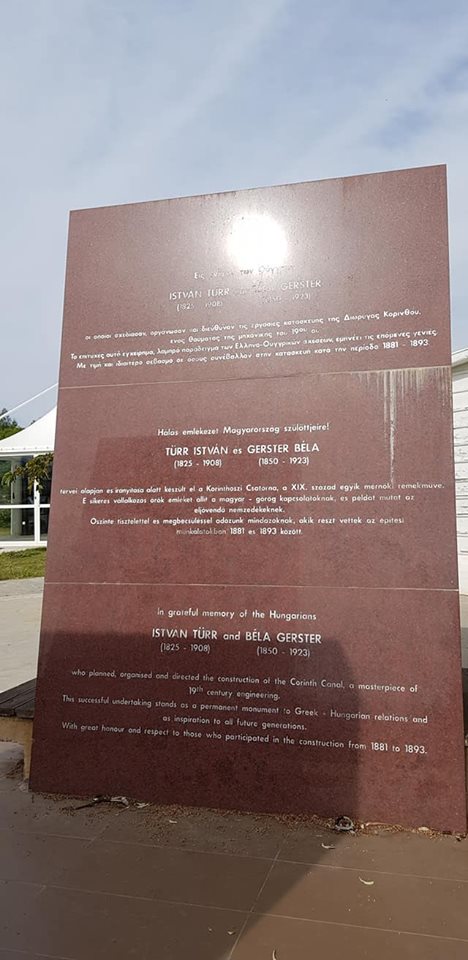 Εις
ISTVÁN TÜRR GERSTER
(1825 - 1908) (1850 - 1923)
οι οποίοι σχεδίασαν, οργάνωσαν και διεύθυναν τις εργασίες κατασκευής της Διώρυγος Κορίνθου,
ενός θαύματος της μηχανικής του 19ου αι.
Το επιτυχές αυτό εγχείρημα, λαμπρό παράδειγμα των Ελληνο-Ουγγρικών σχέσεων εμπνέει τις επόμενες γενιές.
Με τιμή και ιδιαίτερο σεβασμό σε όσους συνέβαλλαν στην κατασκευή κατά την περίοδο 1881 - 1893.
Hálás emlékezet Magyarország szülötteire!
TÜRR ISTVÁN és GERSTER BÉLA
(1825 - 1908) (1850 - 1923)
tervei alapján és irányítása alatt készült el a Korinthoszi Csatorna, a XIX. század egyik mérnöki remekműve.
E sikeres vállalkozás örök emléket állít a magyar - görög kapcsolatoknak, és példát mutat az
eljövendő nemzedékeknek.
Őszinte tisztelettel és megbecsüléssel adózunk mindazoknak, akik részt vettek az építési
munkálatokban 1881 és 1893 között.
In grateful memory of the Hungarians
ISTVÁN TÜRR and BÉLA GERSTER
(1825 - 1908) (1850 - 1923)
who planned, organised and directed the construction of the Corinth Canal, a masterpiece of
19th century engineering.
This successful undertaking stands as a permanent monument to Greek - Hungarian relations and
as inspiration to all future generations.
With great honour and respect to those who participated in the construction from 1881 to 1893.